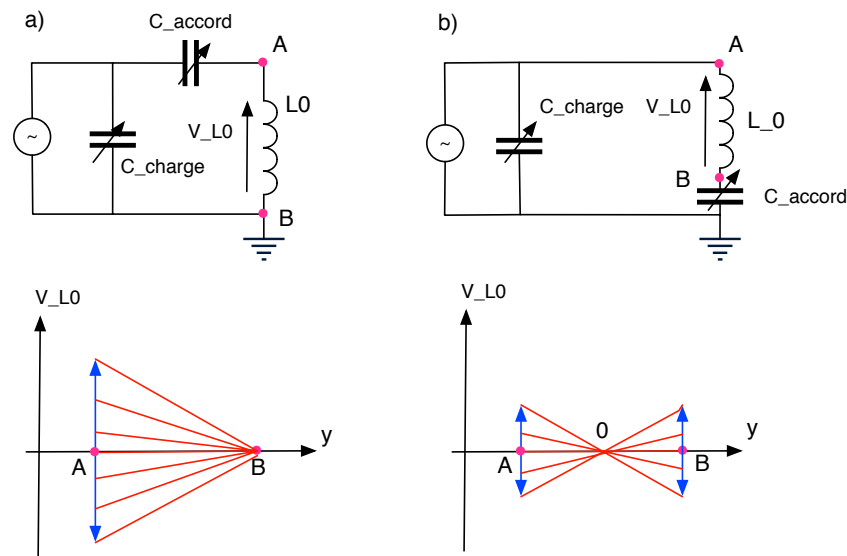 a)
C_accord
A
L0
V_L0
~
C_charge
B
b)
A
C_charge
V_L0
L_0
~
B
C_accord
V_L0
y
A
B
V_L0
y
0
A
B